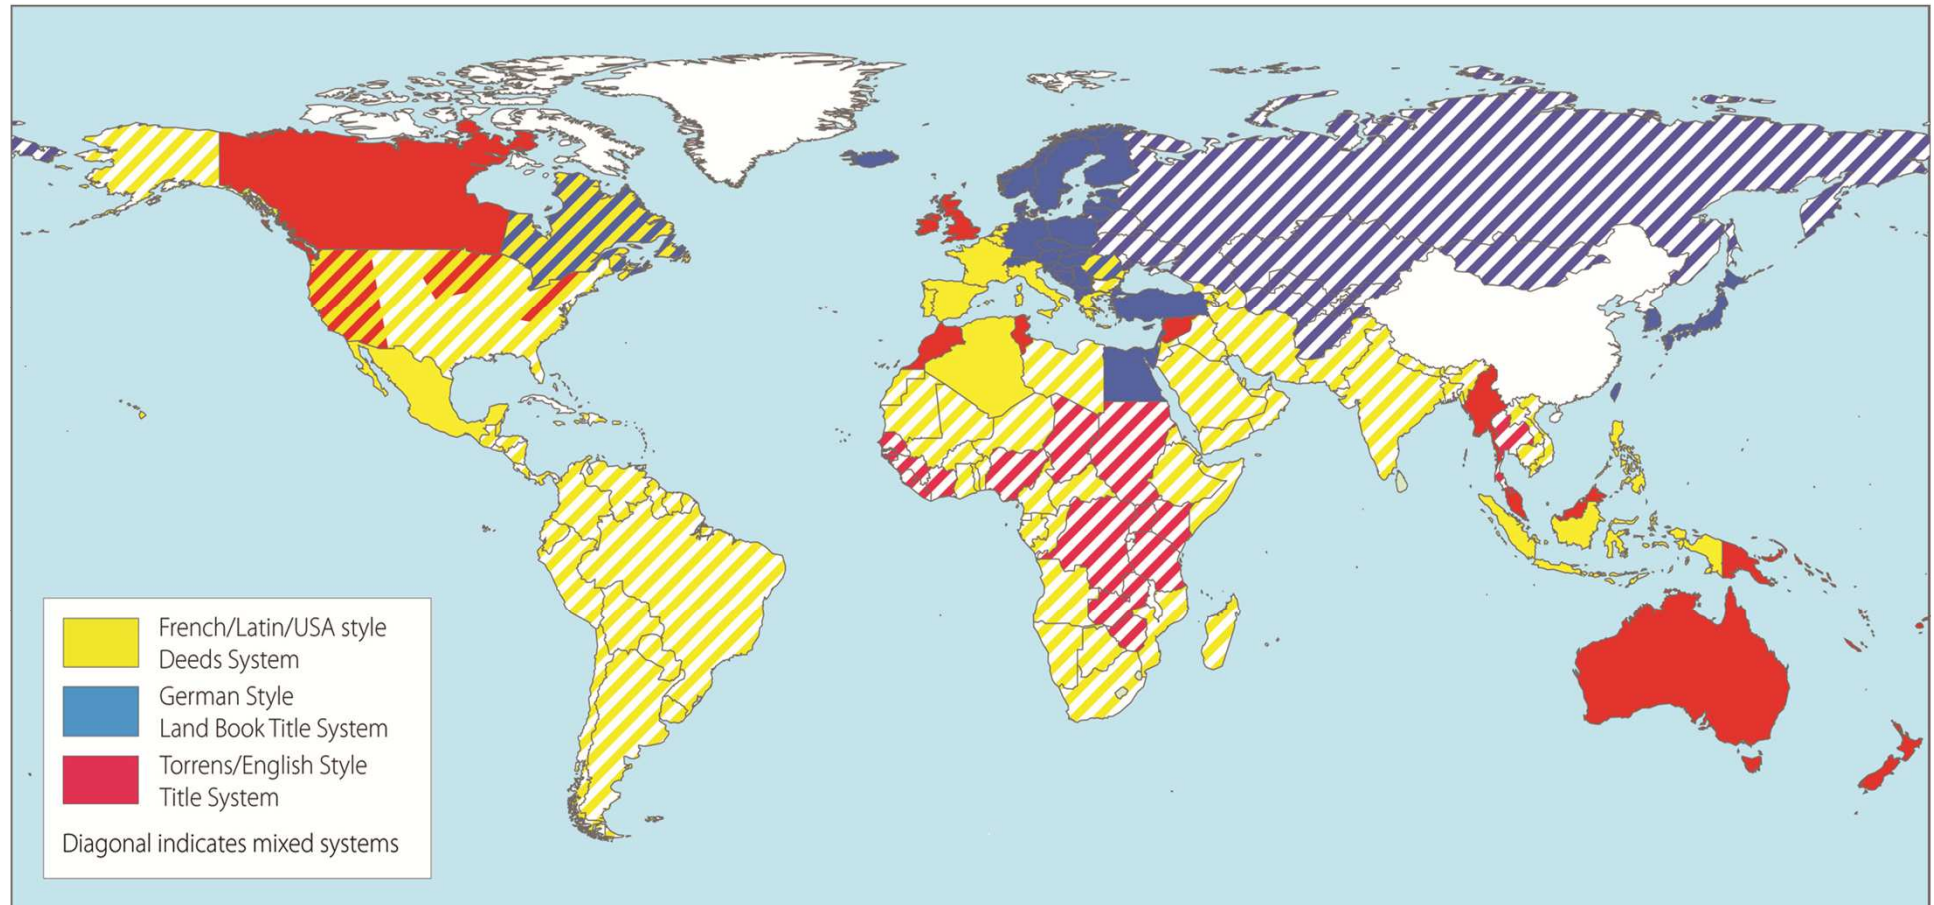 French/Latin/USA style
Deeds System
German Style
Land Book Title System
Torrens/English Style
Title System
Diagonal indicates mixed systems